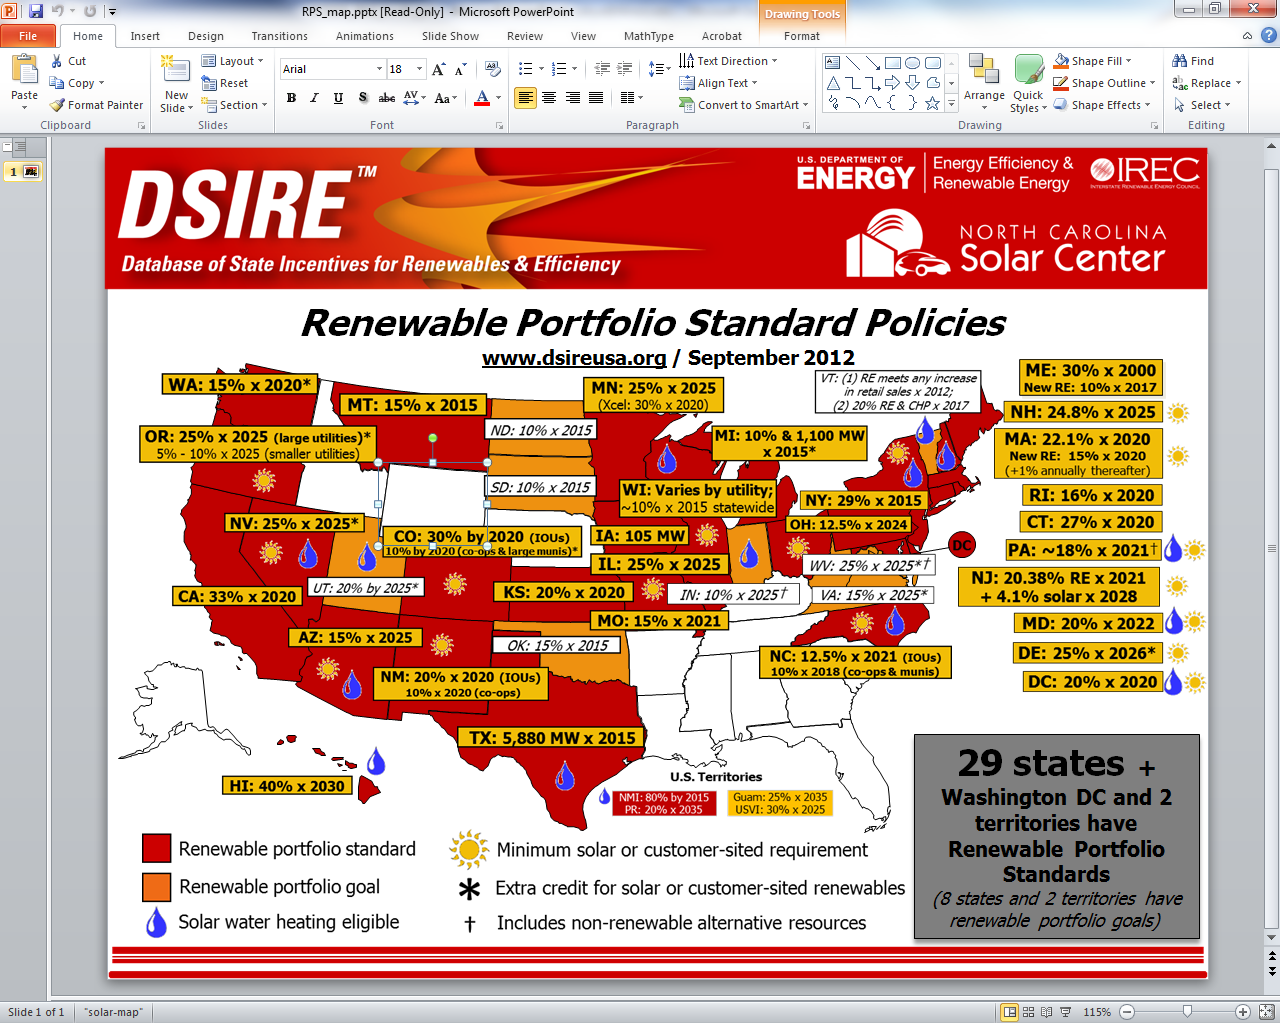 RPS_map.pptx [Read-Only] - Microsoft PowerPoint
Drawing Tools
File Home Insert Design Transitions Animations Slide Show Review View MathType Acrobat Format
Paste
Cut
Copy
Format Painter
Clipboard
New
Slide
Layout
Reset
Section
Slides
Arial 18
B I U S abc AV Aa A
Font
Text Direction
Align Text
Convert to SmartArt
Paragraph
Arrange
Quick
Styles
Shape Fill
Shape Outline
Shape Effects
Drawing
Find
Replace
Select
Editing
1
DSIRE™
Database of State Incentives for Renewables & Efficiency
U.S. DEPARTMENT OF
ENERGY
Energy Efficiency &
Renewable Energy
IREC
INTERSTATE RENEWABLE ENERGY COUNCIL
NORTH CAROLINA
Solar Center
Renewable Portfolio Standard Policies
www.dsireusa.org / September 2012
WA: 15% x 2020*
MT: 15% x 2015
ND: 10% x 2015
MN: 25% x 2025
(Xcel: 30% x 2020)
VT: (1) RE meets any increase
in retail sales x 2012;
(2) 20% RE & CHP x 2017
ME: 30% x 2000
New RE: 10% x 2017
NH: 24.8% x 2025
OR: 25% x 2025 (large utilities)*
5% - 10% x 2025 (smaller utilities)
MI: 10% & 1,100 MW
x 2015*
MA: 22.1% x 2020
New RE: 15% x 2020
(+1% annually thereafter)
SD: 10% x 2015
WI: Varies by utility;
~10% x 2015 statewide
NY: 29% x 2015
RI: 16% x 2020
NV: 25% x 2025*
CO: 30% by 2020 (IOUs)
10% by 2020 (co-ops & large munis)*
IA: 105 MW
OH: 12.5% x 2024
CT: 27% x 2020
DC
PA: ~18% x 2021†
IL: 25% x 2025
WV: 25% x 2025*†
UT: 20% by 2025*
KS: 20% x 2020
IN: 10% x 2025†
VA: 15% x 2025*
NJ: 20.38% RE x 2021
+ 4.1% solar x 2028
CA: 33% x 2020
MO: 15% x 2021
MD: 20% x 2022
AZ: 15% x 2025
OK: 15% x 2015
NC: 12.5% x 2021 (IOUs)
10% x 2018 (co-ops & munis)
DE: 25% x 2026*
NM: 20% x 2020 (IOUs)
10% x 2020 (co-ops)
DC: 20% x 2020
TX: 5,880 MW x 2015
HI: 40% x 2030
U.S. Territories
NMI: 80% by 2015
PR: 20% x 2035
Guam: 25% x 2035
USVI: 30% x 2025
29 states +
Washington DC and 2
territories have
Renewable Portfolio
Standards
(8 states and 2 territories have
renewable portfolio goals)
Renewable portfolio standard
Minimum solar or customer-sited requirement
Renewable portfolio goal
* Extra credit for solar or customer-sited renewables
Solar water heating eligible
† Includes non-renewable alternative resources
Slide 1 of 1 "solar-map" 115%